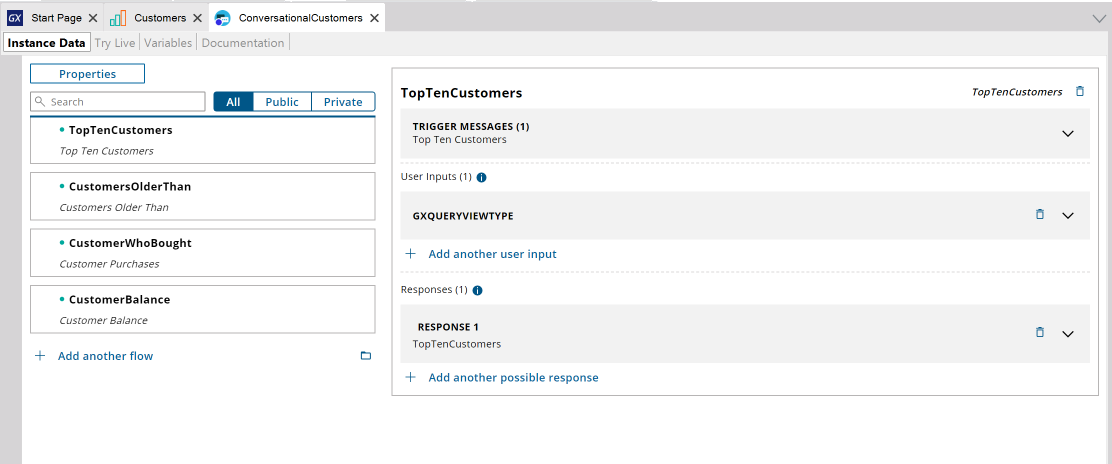 GX Start Page Customers ConversationalCustomers
Instance Data Try Live Variables Documentation
Properties
Search All Public Private
TopTenCustomers
Top Ten Customers
CustomersOlderThan
Customers Older Than
CustomerWhoBought
Customer Purchases
CustomerBalance
Customer Balance
Add another flow
TopTenCustomers TopTenCustomers
TRIGGER MESSAGES (1)
Top Ten Customers
User Inputs (1)
GXQUERYVIEWTYPE
Add another user input
Responses (1)
RESPONSE 1
TopTenCustomers
Add another possible response